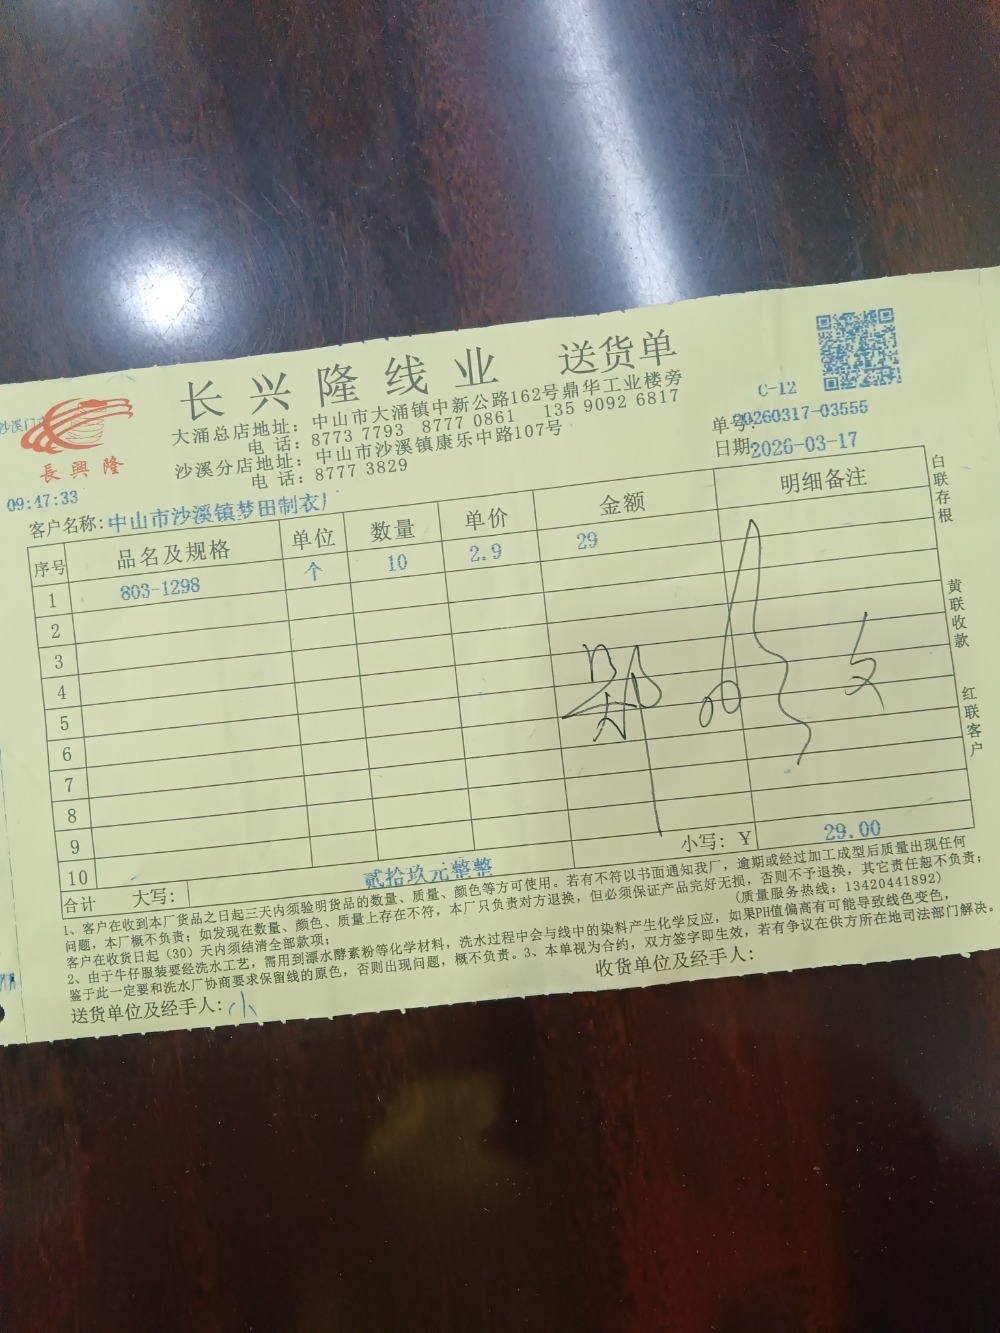 长兴隆线业 送货单
C-12
大涌总店地址：中山市大涌镇中新公路162号鼎华工业楼旁
电 话：8773 7793 8777 0861 135 9092 6817
沙溪分店地址：中山市沙溪镇康乐中路107号
电 话：8777 3829
單号：20260317-03555
日期：2026-03-17
沙溪门
長興隆
09:47:33
客户名称：中山市沙溪镇梦田制衣厂
序号 品名及规格 单位 数量 单价 金额 明细备注
1 803-1298 个 10 2.9 29
2
3
4
5
6
7
8
9
10
小写：Y 29.00
合计 大写：贰拾玖元整整
1、客户在收到本厂货品之日起三天内须验明货品的数量、质量、颜色等方可使用。若有不符以书面通知我厂，逾期或经过加工成型后质量出现任何
问题，本厂概不负责；如发现在数量、颜色、质量上存在不符，本厂只负责对方退换，但必须保证产品完好无损，否则不予退换，其它责任恕不负责；
客户在收货日起（30）天内须结清全部款项； (质量服务热线：13420441892)
2、由于牛仔服装要经洗水工艺，需用到漂水酵素粉等化学材料，洗水过程中会与线中的染料产生化学反应，如果PH值偏高有可能导致线色变色，
鉴于此一定要和洗水厂协商要求保留线的原色，否则出现问题，概不负责。3、本单视为合约，双方签字即生效，若有争议在供方所在地司法部门解决。
送货单位及经手人：小
收货单位及经手人：
白联存根
黄联收款
红联客户